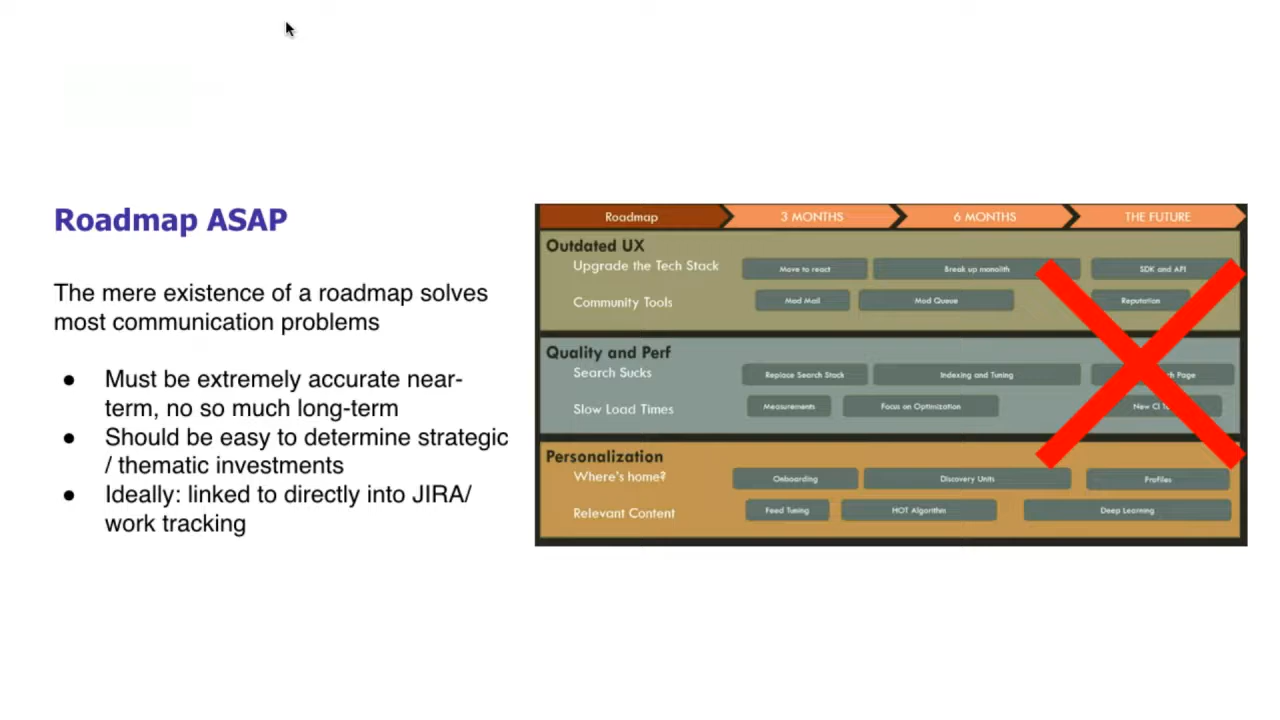 Roadmap ASAP
The mere existence of a roadmap solves
most communication problems
● Must be extremely accurate near-
term, no so much long-term
● Should be easy to determine strategic
/ thematic investments
● Ideally: linked to directly into JIRA/
work tracking
Roadmap 3 MONTHS 6 MONTHS THE FUTURE
Outdated UX
Upgrade the Tech Stack Move to react Break up monolith SDK and API
Community Tools Mod Mail Mod Queue Reputation
Quality and Perf
Search Sucks Replace Search Stack Indexing and Tuning Page
Slow Load Times Measurements Focus on Optimization New CI
Personalization
Where's home? Onboarding Discovery Units Profiles
Relevant Content Feed Tuning HOT Algorithm Deep Learning